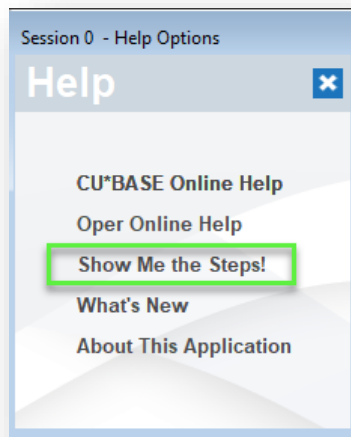 Session 0 - Help Options
Help
CU*BASE Online Help
Oper Online Help
Show Me the Steps!
What's New
About This Application